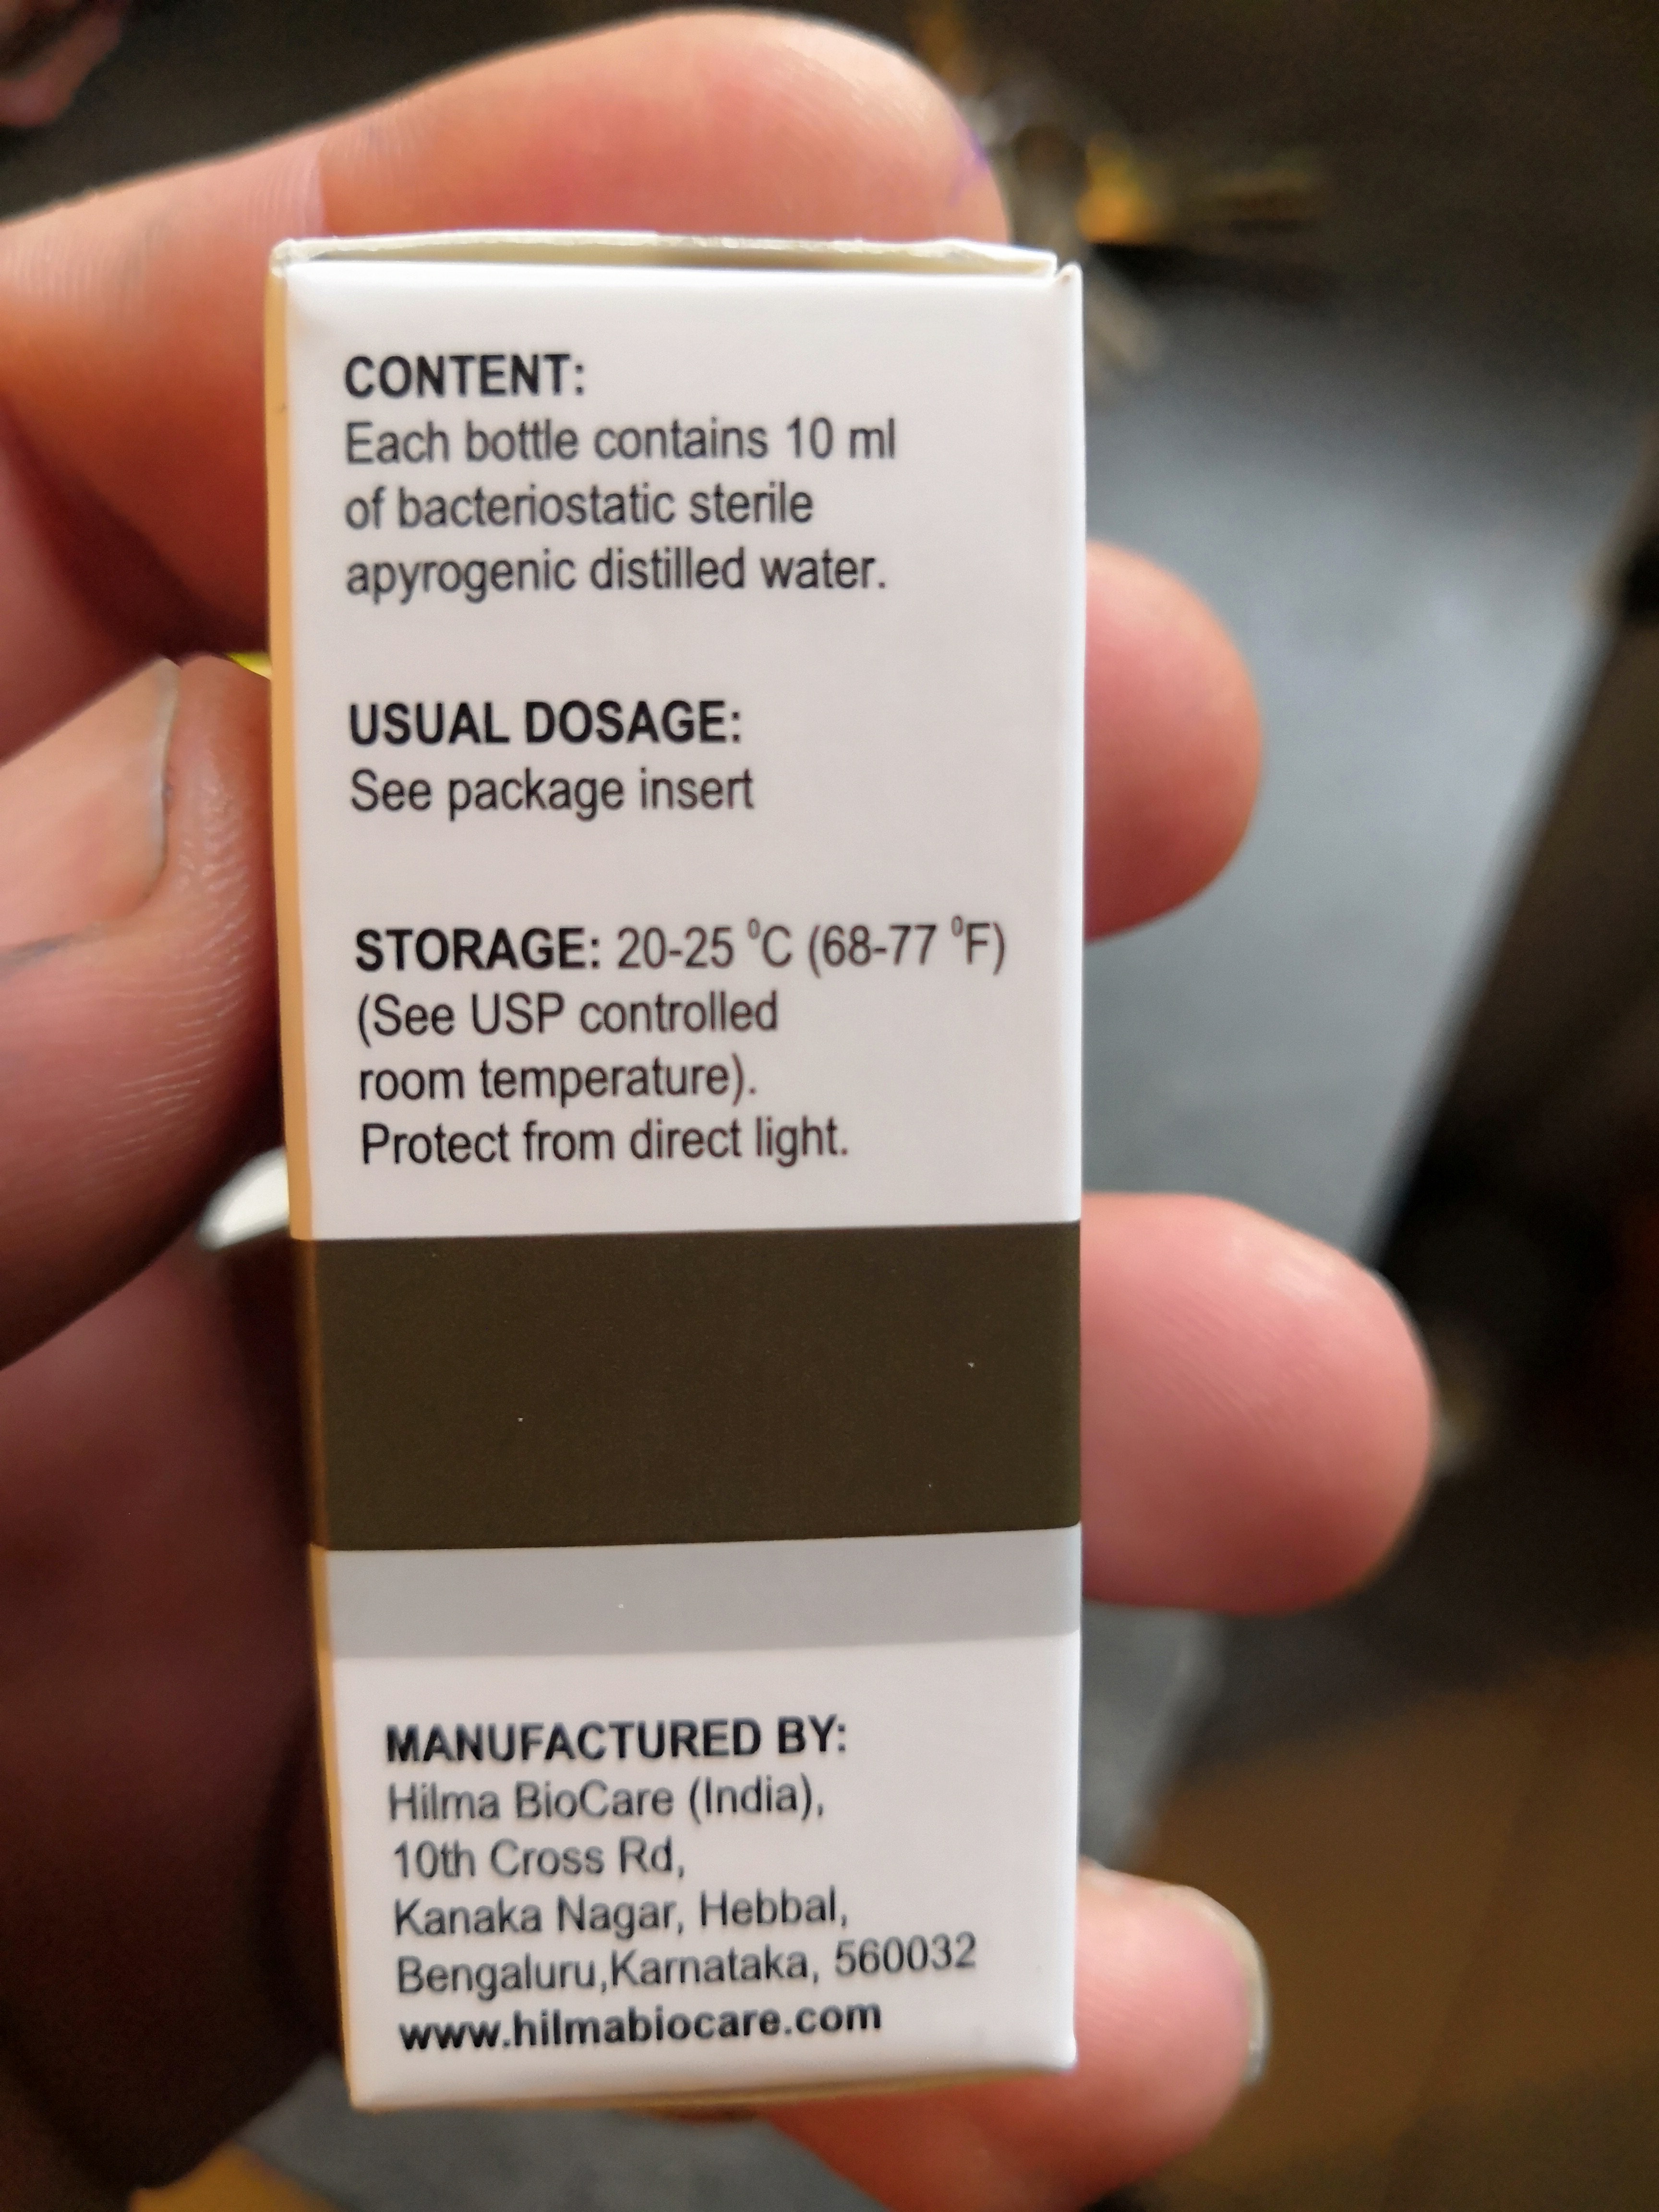 CONTENT:
Each bottle contains 10 ml
of bacteriostatic sterile
apyrogenic distilled water.
USUAL DOSAGE:
See package insert
STORAGE: 20-25 ⁰C (68-77 ⁰F)
(See USP controlled
room temperature).
Protect from direct light.
MANUFACTURED BY:
Hilma BioCare (India),
10th Cross Rd,
Kanaka Nagar, Hebbal,
Bengaluru,Karnataka, 560032
www.hilmabiocare.com